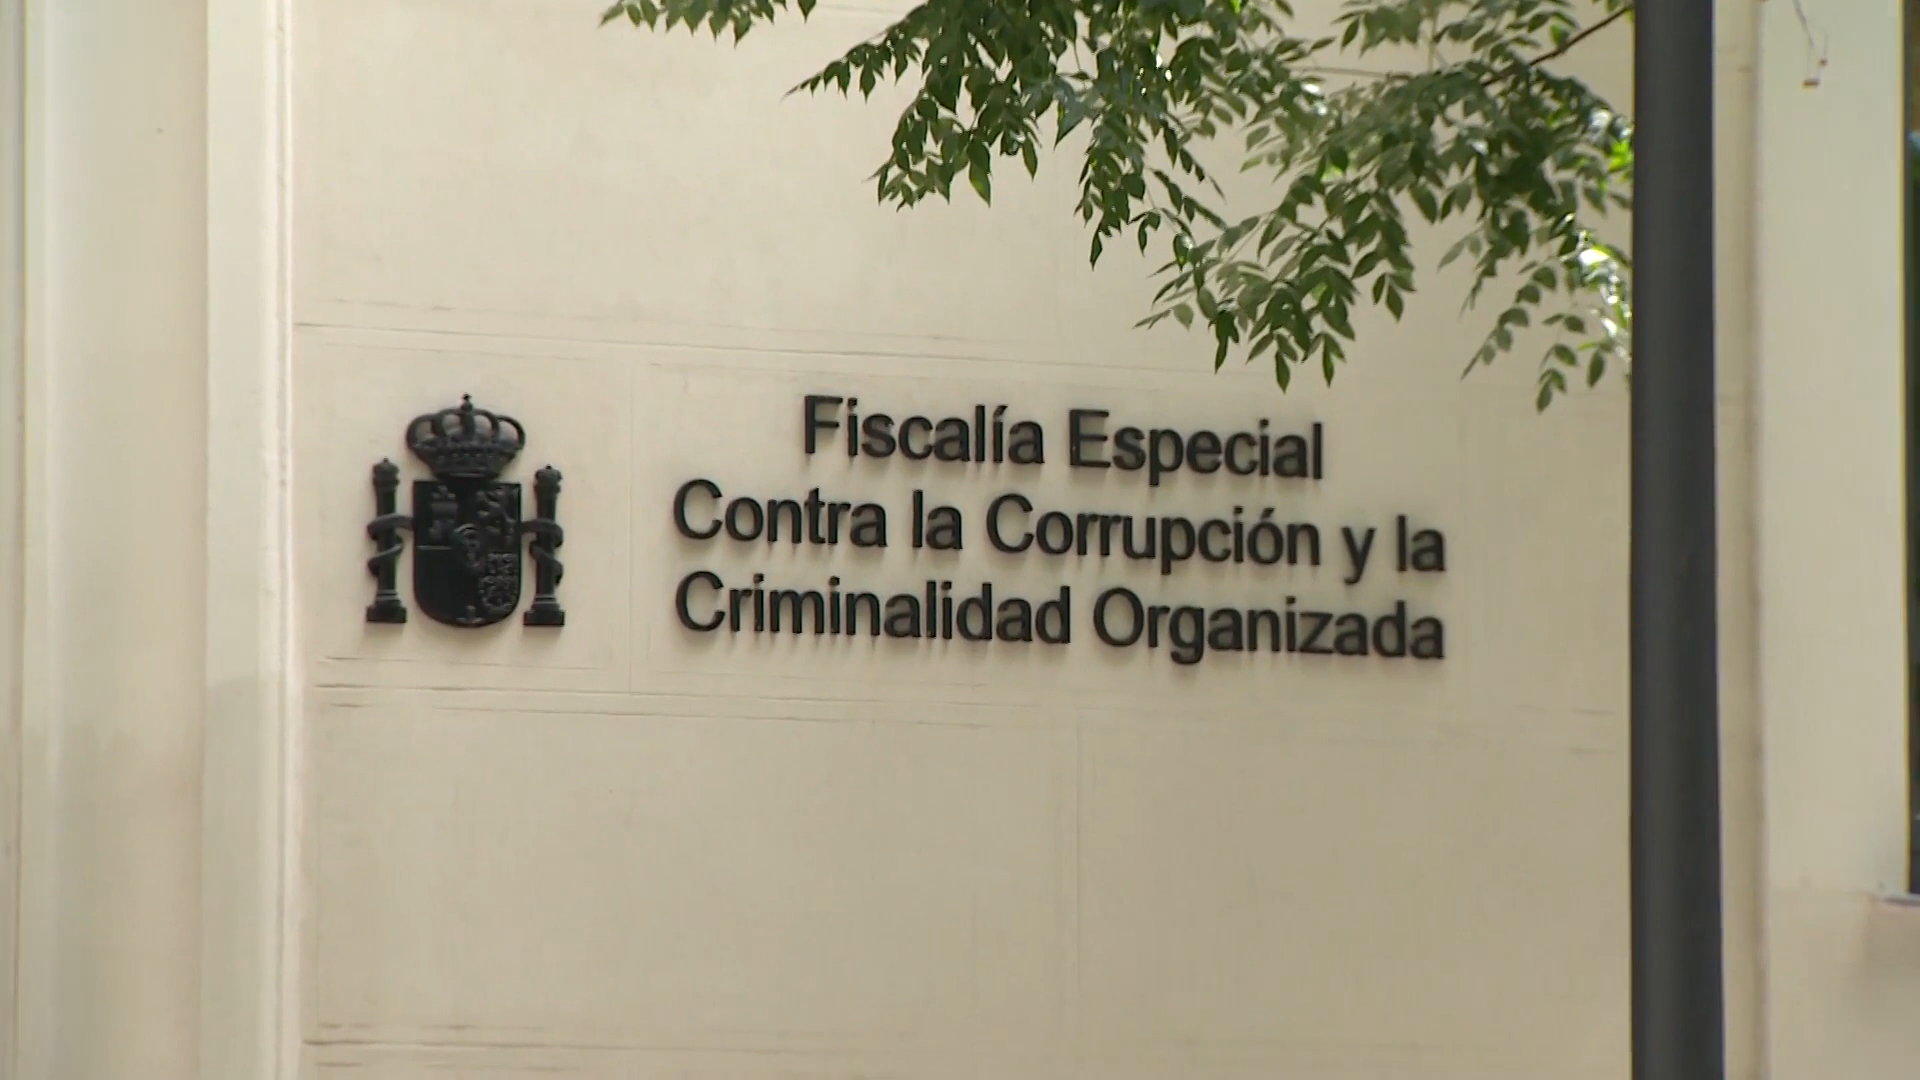 Fiscalía Especial
Contra la Corrupción y la
Criminalidad Organizada